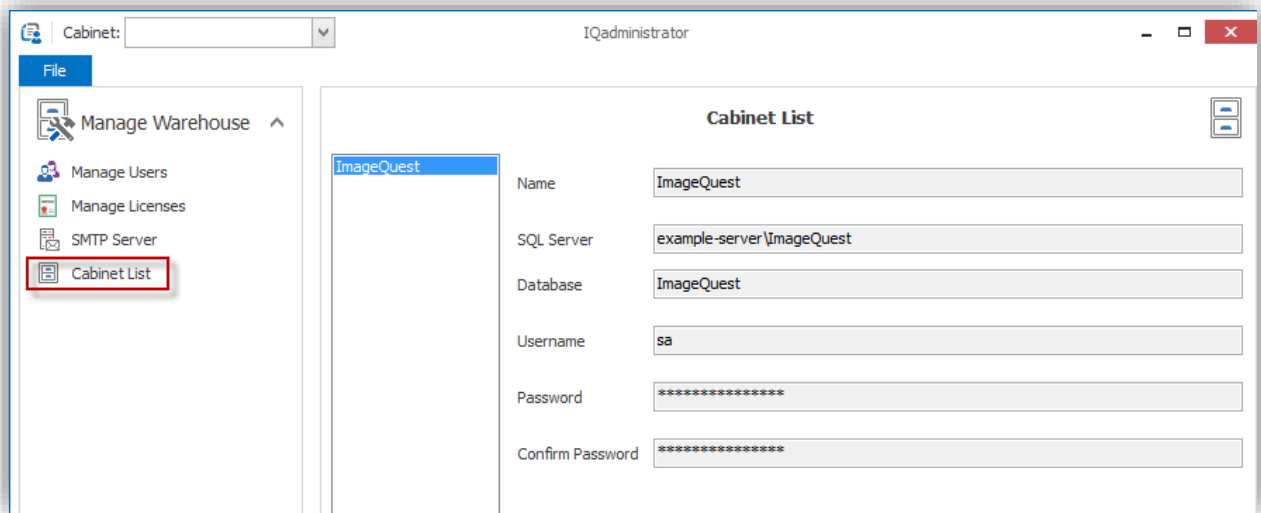 Cabinet:
IQadministrator
File
Manage Warehouse
Manage Users
Manage Licenses
SMTP Server
Cabinet List
Cabinet List
ImageQuest
Name ImageQuest
SQL Server example-server\ImageQuest
Database ImageQuest
Username sa
Password ***************
Confirm Password ***************